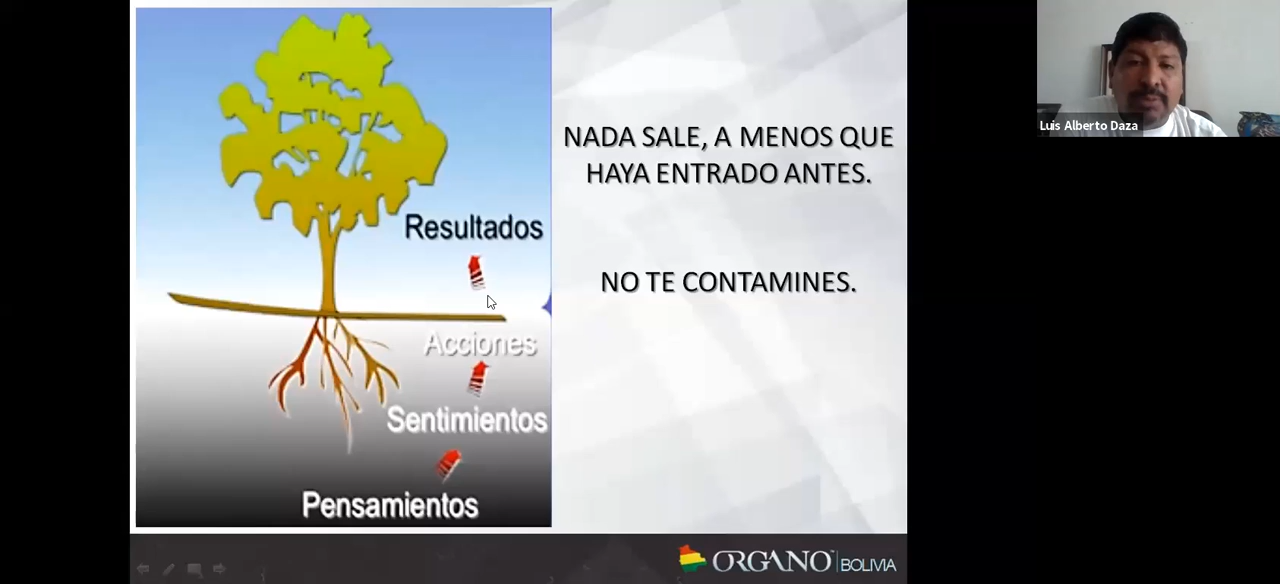 Resultados
Acciones
Sentimientos
Pensamientos
NADA SALE, A MENOS QUE
HAYA ENTRADO ANTES.
NO TE CONTAMINES.
ORGANO BOLIVIA
Luis Alberto Daza